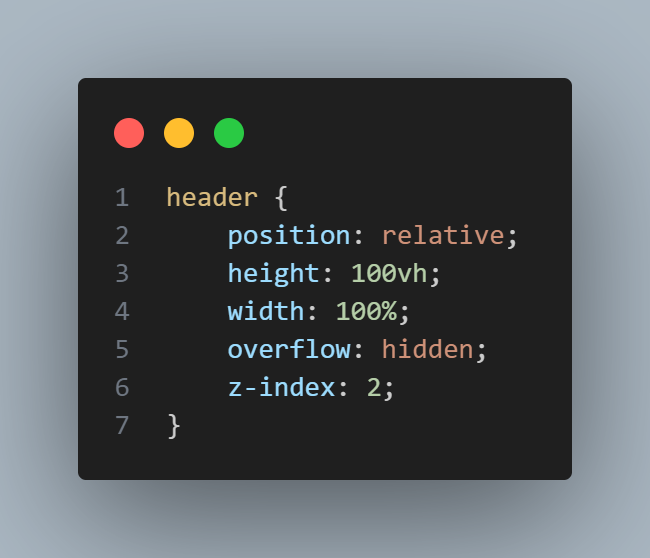 1 header {
2     position: relative;
3     height: 100vh;
4     width: 100%;
5     overflow: hidden;
6     z-index: 2;
7 }